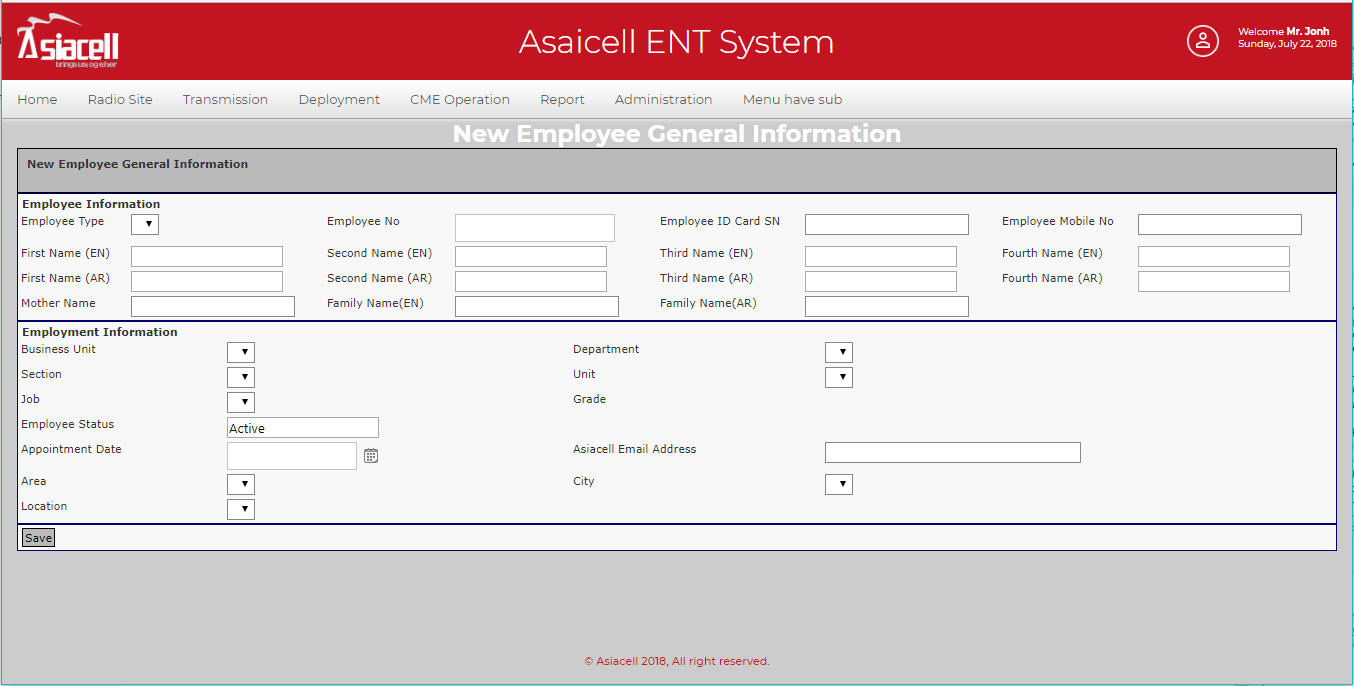 Asiacell
brings us together
Asaicell ENT System
Welcome Mr. Jonh
Sunday, July 22, 2018
Home Radio Site Transmission Deployment CME Operation Report Administration Menu have sub
New Employee General Information
New Employee General Information
Employee Information
Employee Type Employee No Employee ID Card SN Employee Mobile No
First Name (EN) Second Name (EN) Third Name (EN) Fourth Name (EN)
First Name (AR) Second Name (AR) Third Name (AR) Fourth Name (AR)
Mother Name Family Name(EN) Family Name(AR)
Employment Information
Business Unit Department
Section Unit
Job Grade
Employee Status Active
Appointment Date Asiacell Email Address
Area City
Location
Save
© Asiacell 2018, All right reserved.